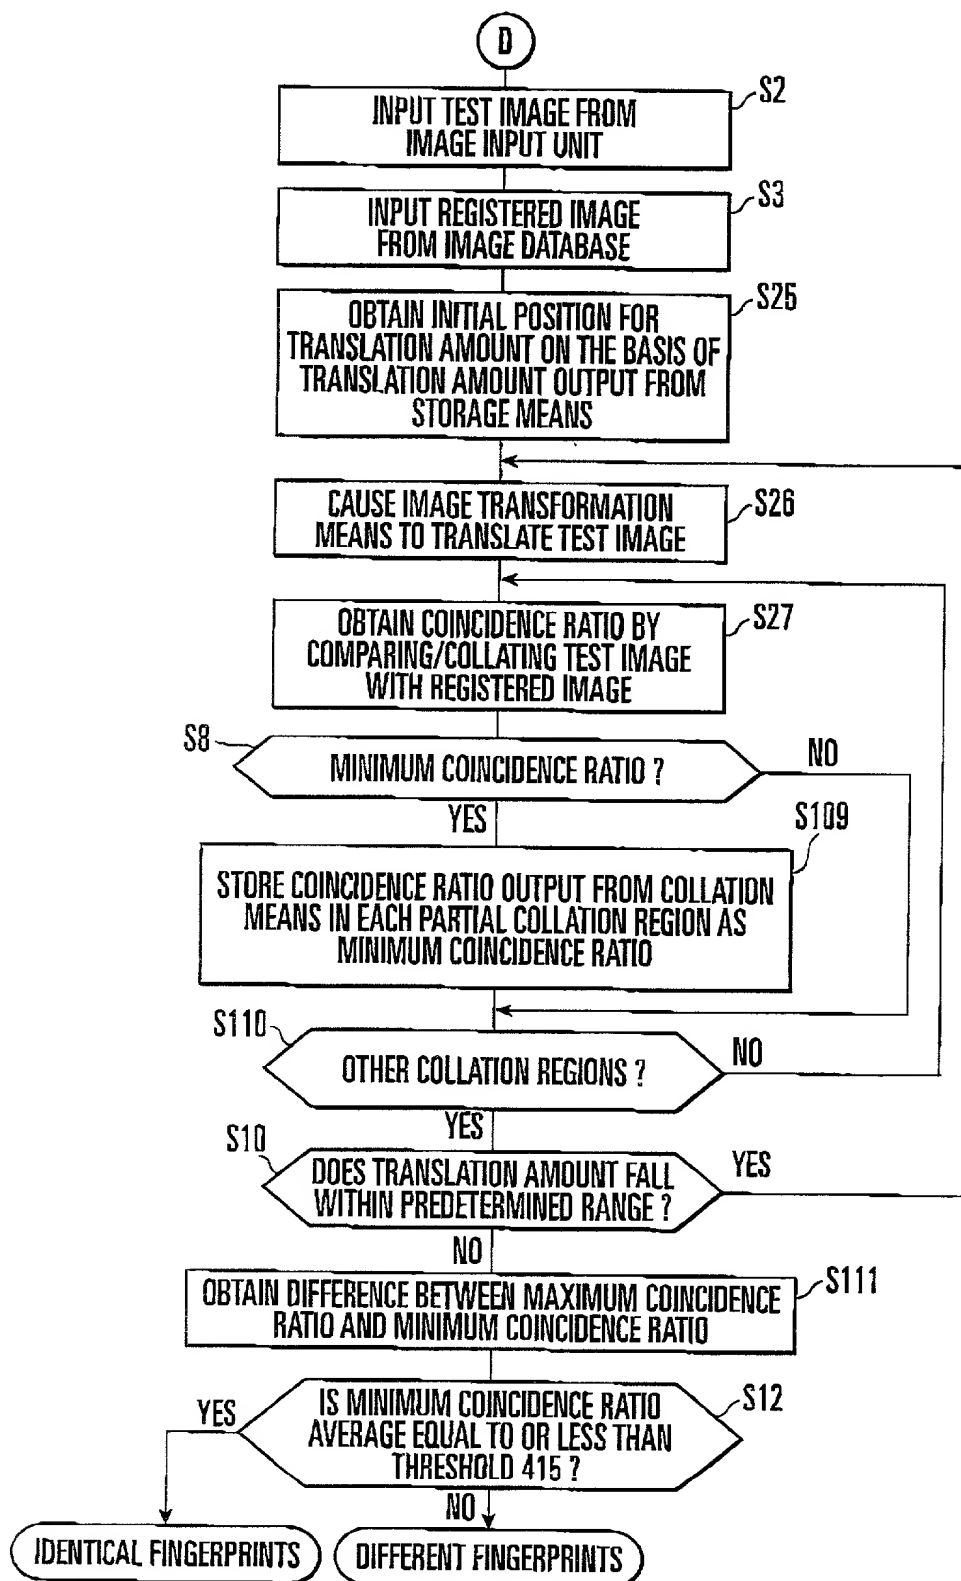 D
S2
INPUT TEST IMAGE FROM
IMAGE INPUT UNIT
S3
INPUT REGISTERED IMAGE
FROM IMAGE DATABASE
S25
OBTAIN INITIAL POSITION FOR
TRANSLATION AMOUNT ON THE BASIS OF
TRANSLATION AMOUNT OUTPUT FROM
STORAGE MEANS
S26
CAUSE IMAGE TRANSFORMATION
MEANS TO TRANSLATE TEST IMAGE
S27
OBTAIN COINCIDENCE RATIO BY
COMPARING/COLLATING TEST IMAGE
WITH REGISTERED IMAGE
S8
MINIMUM COINCIDENCE RATIO ?
NO
YES
S109
STORE COINCIDENCE RATIO OUTPUT FROM COLLATION
MEANS IN EACH PARTIAL COLLATION REGION AS
MINIMUM COINCIDENCE RATIO
S110
OTHER COLLATION REGIONS ?
NO
YES
S10
DOES TRANSLATION AMOUNT FALL
WITHIN PREDETERMINED RANGE ?
YES
NO
S111
OBTAIN DIFFERENCE BETWEEN MAXIMUM COINCIDENCE
RATIO AND MINIMUM COINCIDENCE RATIO
S12
IS MINIMUM COINCIDENCE RATIO
AVERAGE EQUAL TO OR LESS THAN
THRESHOLD 415 ?
YES
NO
IDENTICAL FINGERPRINTS
DIFFERENT FINGERPRINTS